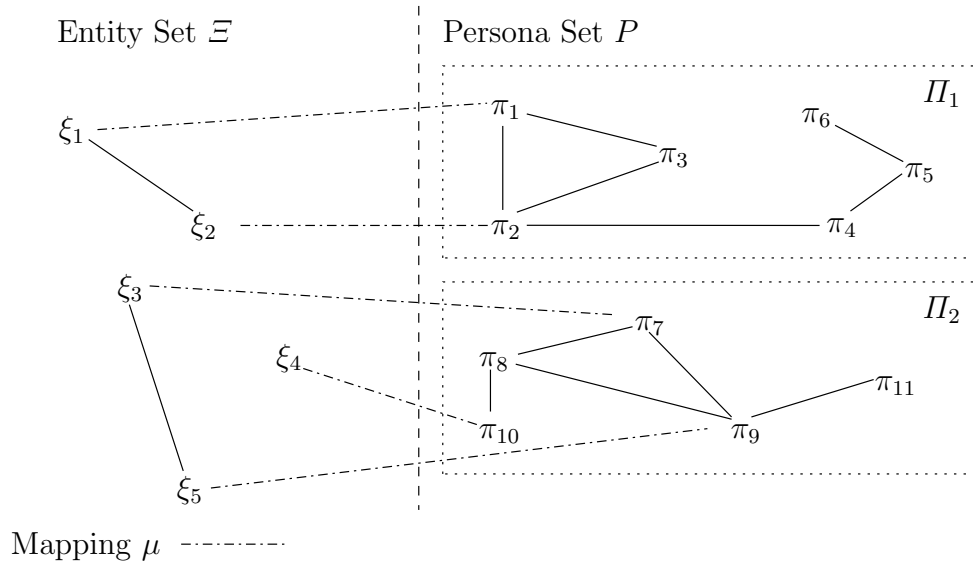 Entity Set Ξ
Persona Set P
Π₁
π₁
π₆
ξ₁
π₃
π₅
ξ₂
π₂
π₄
ξ₃
Π₂
π₇
ξ₄
π₈
π₁₁
π₁₀
π₉
ξ₅
Mapping μ